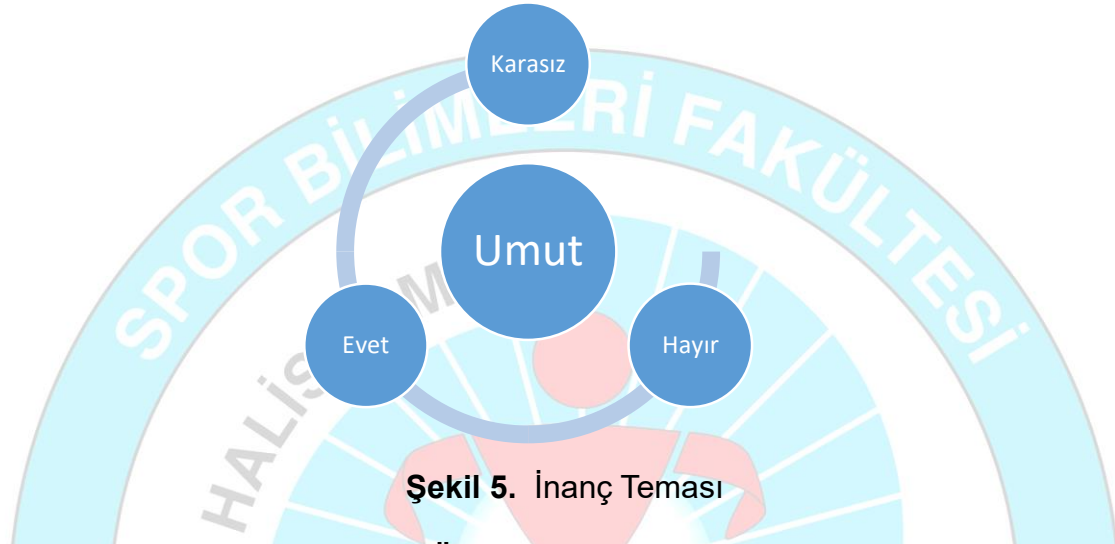 Karasız
SPOR BİLİMLERİ FAKÜLTESİ
Umut
Evet
Hayır
Şekil 5. İnanç Teması